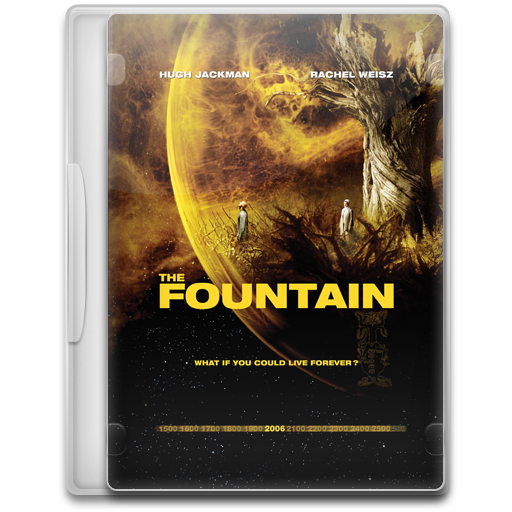 HUGH JACKMAN RACHEL WEISZ
THE
FOUNTAIN
WHAT IF YOU COULD LIVE FOREVER?
1500 1600 1700 1800 1900 2006 2100 2200 2300 2400 2500